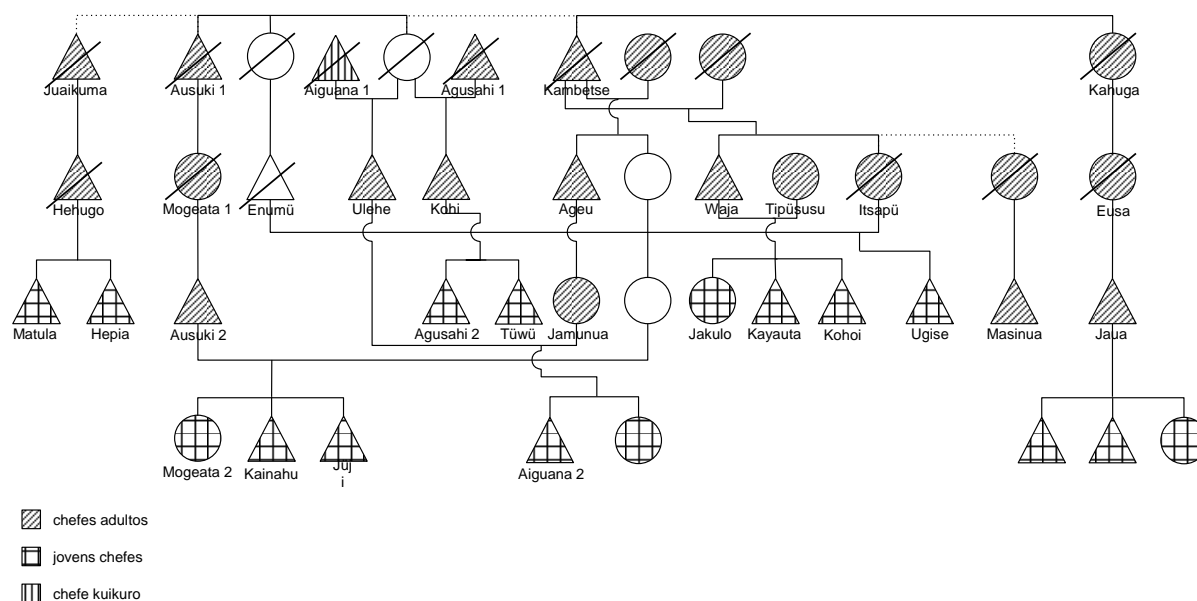 Juaikuma Ausuki 1 Aiguana 1 Agusahi 1 Kambetse Kahuga
Hehugo Mogeata 1 Enumü Ulehe Kohi Ageu Waja Tipüsusu Itsapü Eusa
Matula Hepia Ausuki 2 Agusahi 2 Tüwü Jamunua Jakulo Kayauta Kohoi Ugise Masinua Jaua
Mogeata 2 Kainahu Juj
i
Aiguana 2
chefes adultos
jovens chefes
chefe kuikuro